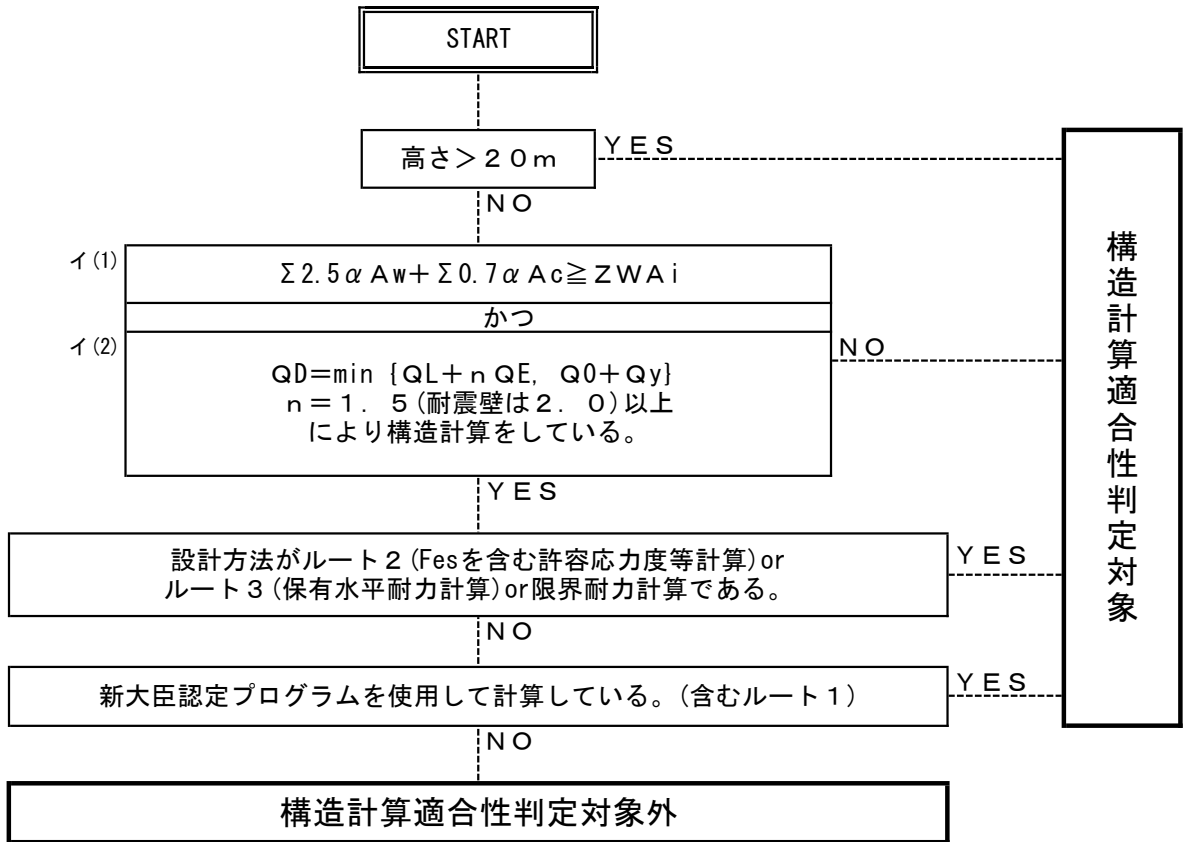 START
高さ>20m
YES
NO
イ(1)
Σ2.5αAw+Σ0.7αAc≧ZWAi
かつ
イ(2)
NO
QD=min {QL+nQE, Q0+Qy}
n=1.5(耐震壁は2.0)以上
により構造計算をしている。
YES
設計方法がルート2(Fesを含む許容応力度等計算)or
ルート3(保有水平耐力計算)or限界耐力計算である。
YES
NO
新大臣認定プログラムを使用して計算している。(含むルート1)
YES
NO
構造計算適合性判定対象外
構造計算適合性判定対象